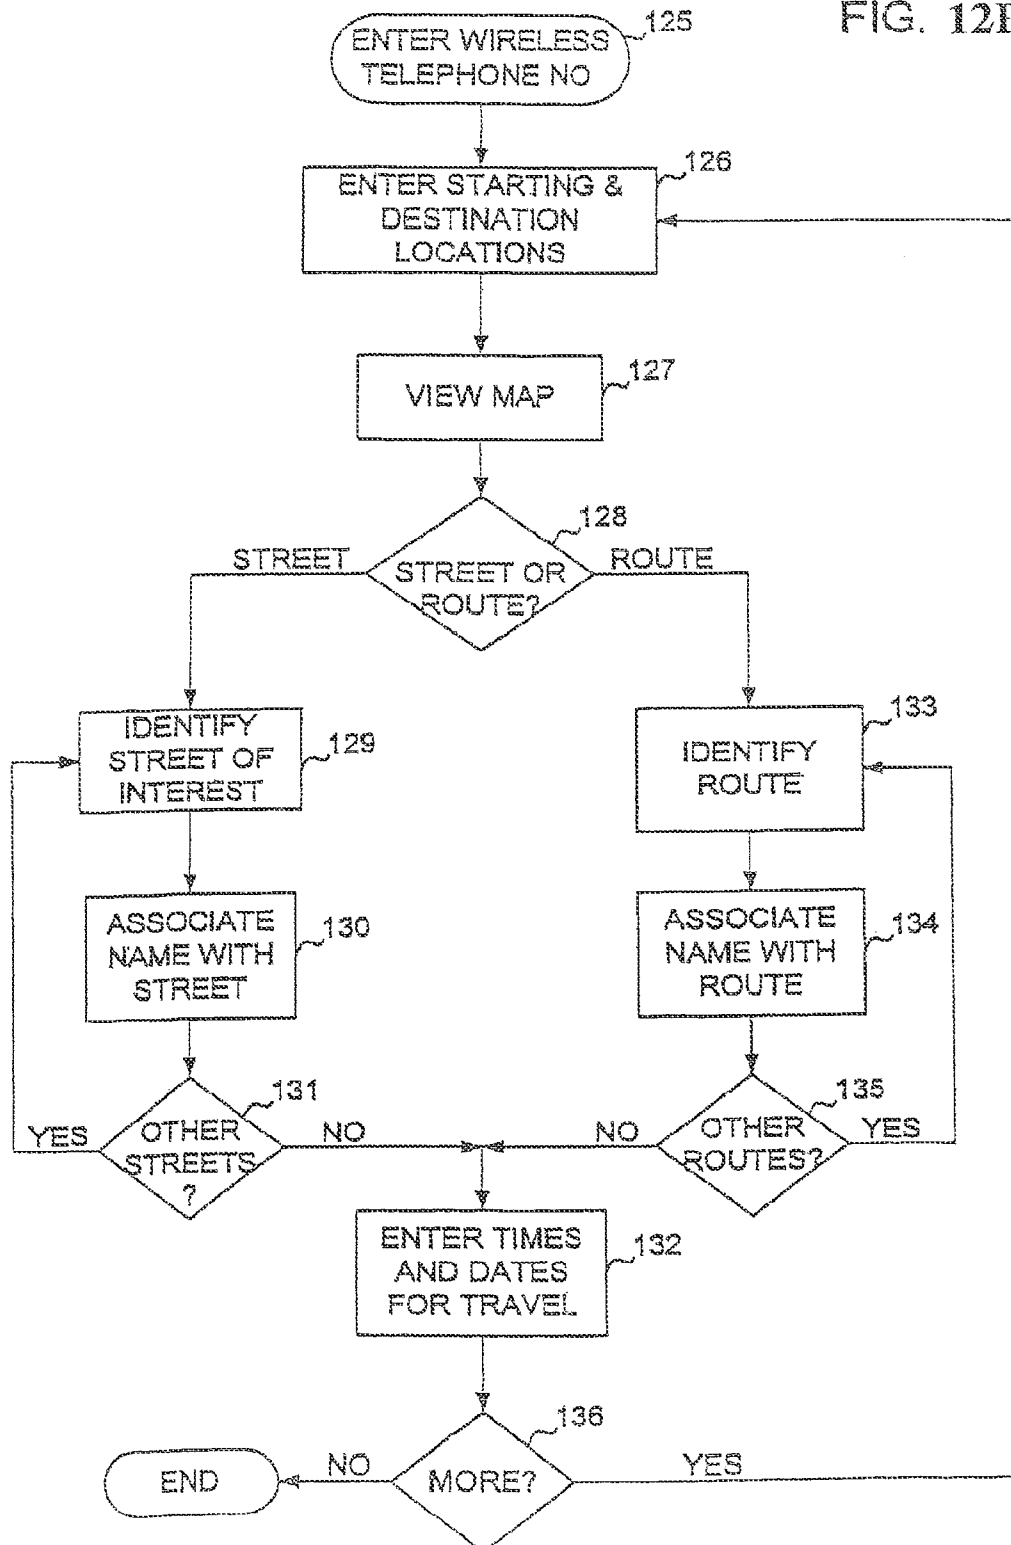 FIG. 12B
ENTER WIRELESS
TELEPHONE NO
125
ENTER STARTING &
DESTINATION
LOCATIONS
126
VIEW MAP
127
128
STREET
STREET OR
ROUTE?
ROUTE
IDENTIFY
STREET OF
INTEREST
129
IDENTIFY
ROUTE
133
ASSOCIATE
NAME WITH
STREET
130
ASSOCIATE
NAME WITH
ROUTE
134
131
YES
OTHER
STREETS
?
NO
135
NO
OTHER
ROUTES?
YES
ENTER TIMES
AND DATES
FOR TRAVEL
132
136
END
NO
MORE?
YES